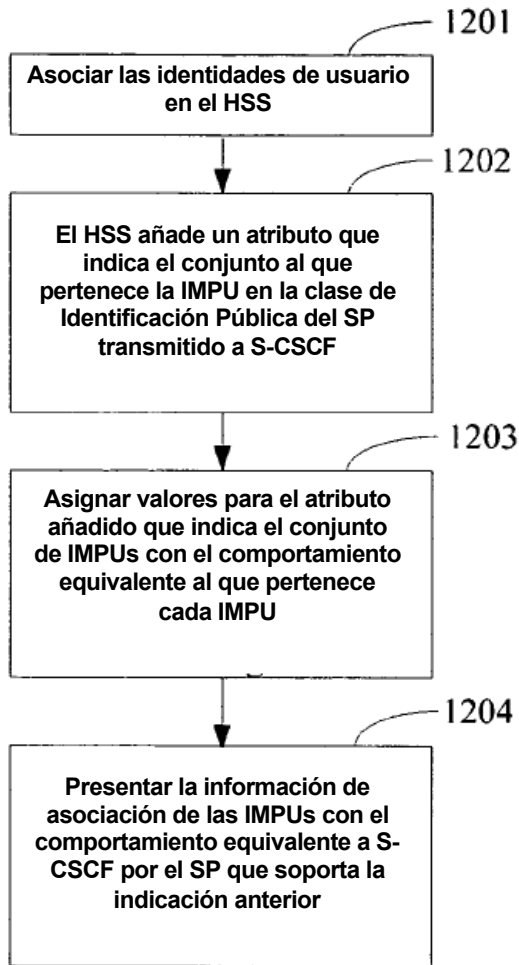 1201
Asociar las identidades de usuario
en el HSS
1202
El HSS añade un atributo que
indica el conjunto al que
pertenece la IMPU en la clase de
Identificación Pública del SP
transmitido a S-CSCF
1203
Asignar valores para el atributo
añadido que indica el conjunto
de IMPUs con el comportamiento
equivalente al que pertenece
cada IMPU
1204
Presentar la información de
asociación de las IMPUs con el
comportamiento equivalente a S-
CSCF por el SP que soporta la
indicación anterior